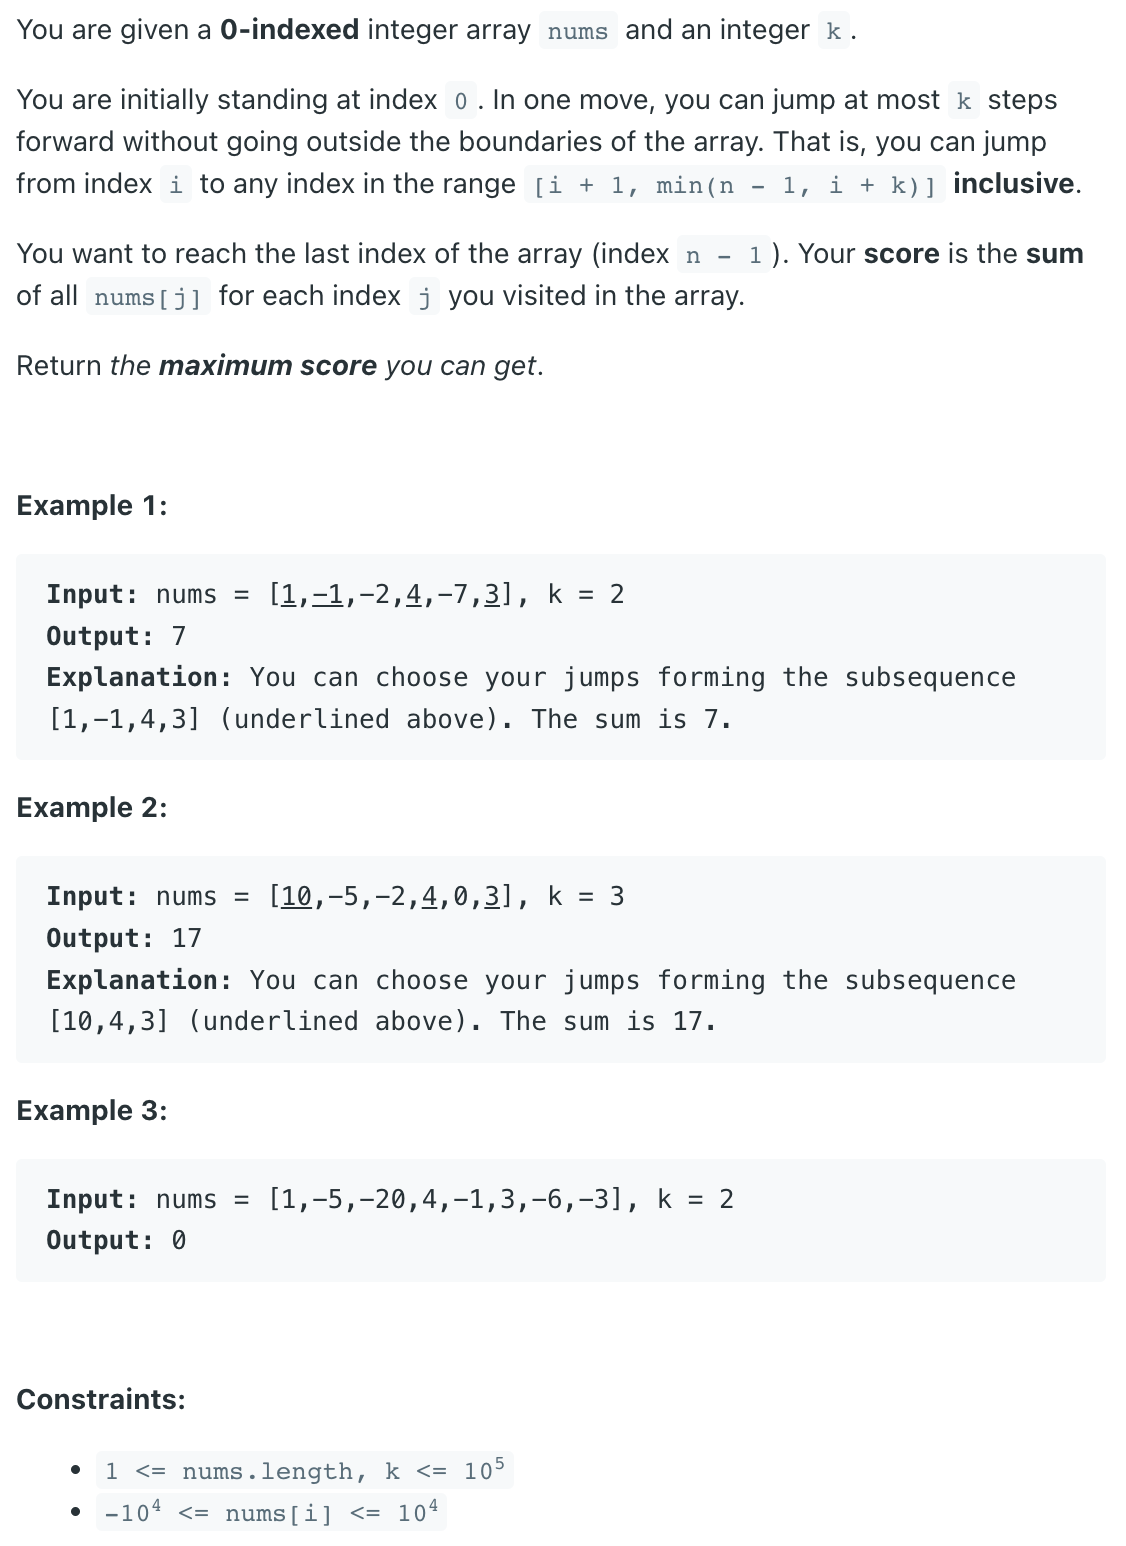 You are given a 0-indexed integer array nums and an integer k.
You are initially standing at index 0. In one move, you can jump at most k steps
forward without going outside the boundaries of the array. That is, you can jump
from index i to any index in the range [i + 1, min(n - 1, i + k)] inclusive.
You want to reach the last index of the array (index n - 1). Your score is the sum
of all nums[j] for each index j you visited in the array.
Return the maximum score you can get.
Example 1:
Input: nums = [1,-1,-2,4,-7,3], k = 2
Output: 7
Explanation: You can choose your jumps forming the subsequence
[1,-1,4,3] (underlined above). The sum is 7.
Example 2:
Input: nums = [10,-5,-2,4,0,3], k = 3
Output: 17
Explanation: You can choose your jumps forming the subsequence
[10,4,3] (underlined above). The sum is 17.
Example 3:
Input: nums = [1,-5,-20,4,-1,3,-6,-3], k = 2
Output: 0
Constraints:
• 1 <= nums.length, k <= 10⁵
• -10⁴ <= nums[i] <= 10⁴